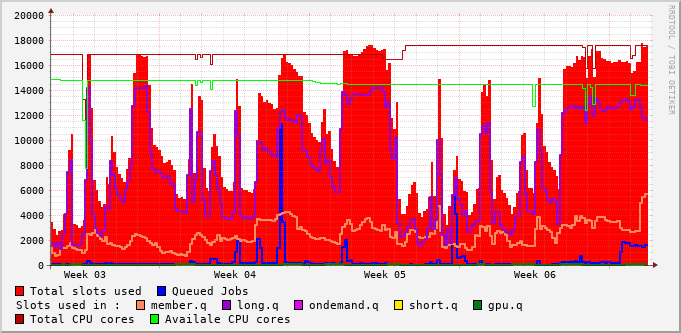 20000
18000
16000
14000
12000
10000
8000
6000
4000
2000
0
Week 03 Week 04 Week 05 Week 06
RRDTOOL / TOBI OETIKER
Total slots used Queued Jobs
Slots used in : member.q long.q ondemand.q short.q gpu.q
Total CPU cores Availale CPU cores